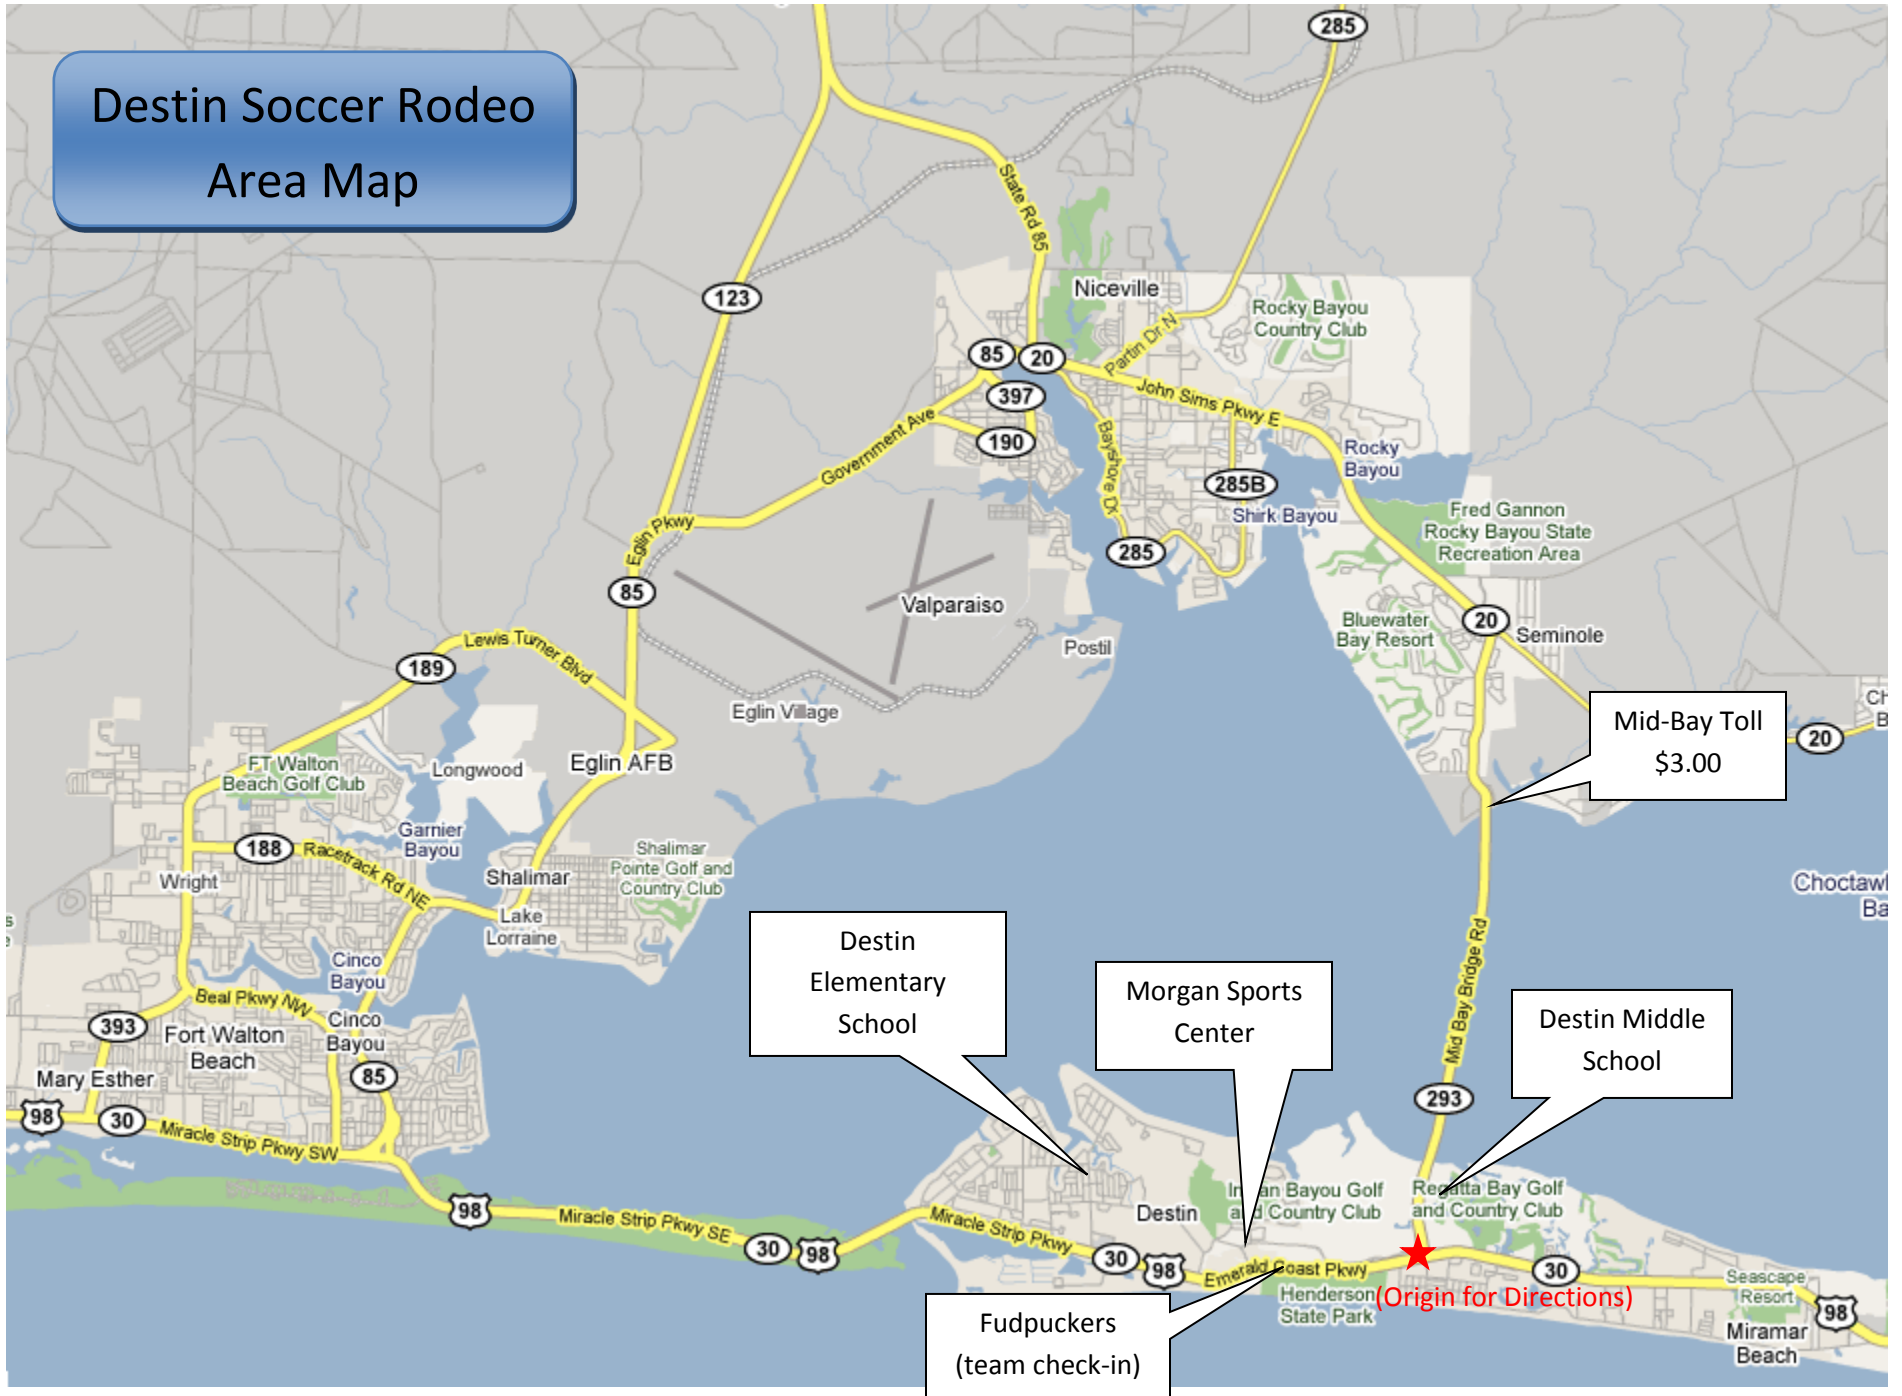 Destin Soccer Rodeo
Area Map
285
State Rd 85
123
Niceville
Rocky Bayou
Country Club
Partin Dr N
85
20
397
190
John Sims Pkwy E
Government Ave
Bayshore Dr
285B
Rocky
Bayou
Shirk Bayou
Fred Gannon
Rocky Bayou State
Recreation Area
Eglin Pkwy
285
85
Valparaiso
Postil
Bluewater
Bay Resort
20
Seminole
Lewis Turner Blvd
189
Eglin Village
Mid-Bay Toll
$3.00
20
Ch
B
FT Walton
Beach Golf Club
Longwood
Eglin AFB
Garnier
Bayou
188
Racetrack Rd NE
Wright
Shalimar
Shalimar
Pointe Golf and
Country Club
Lake
Lorraine
Choctawh
Ba
s
e
Cinco
Bayou
Beal Pkwy NW
393
Fort Walton
Beach
Cinco
Bayou
Mary Esther
85
98
30
Miracle Strip Pkwy SW
Destin
Elementary
School
Morgan Sports
Center
Mid Bay Bridge Rd
Destin Middle
School
293
98
Miracle Strip Pkwy SE
30
98
Miracle Strip Pkwy
30
98
Destin
Indian Bayou Golf
and Country Club
Regatta Bay Golf
and Country Club
Emerald Coast Pkwy
30
Henderson
State Park
(Origin for Directions)
Seascape
Resort
98
Miramar
Beach
Fudpuckers
(team check-in)